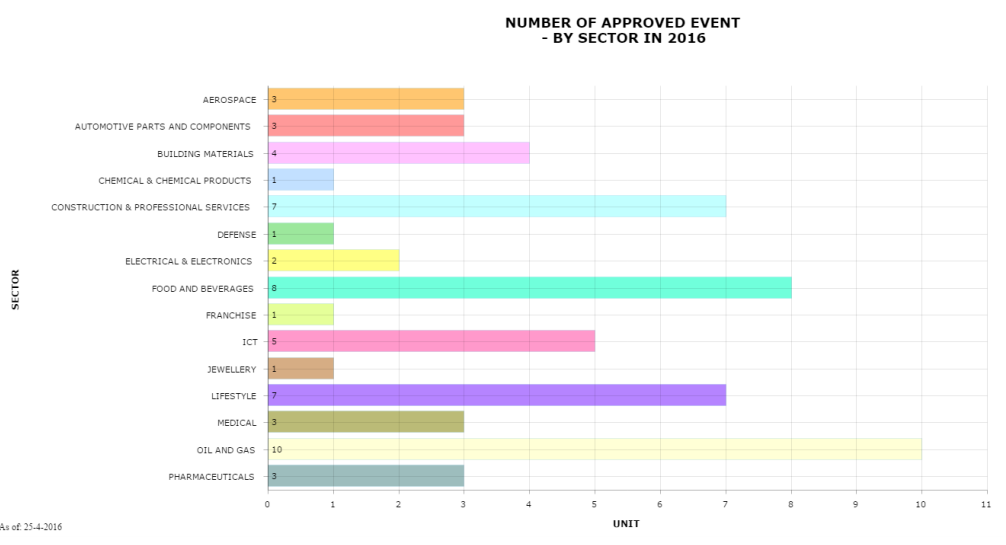 NUMBER OF APPROVED EVENT
- BY SECTOR IN 2016
AEROSPACE 3
AUTOMOTIVE PARTS AND COMPONENTS 3
BUILDING MATERIALS 4
CHEMICAL & CHEMICAL PRODUCTS 1
CONSTRUCTION & PROFESSIONAL SERVICES 7
DEFENSE 1
ELECTRICAL & ELECTRONICS 2
SECTOR
FOOD AND BEVERAGES 8
FRANCHISE 1
ICT 5
JEWELLERY 1
LIFESTYLE 7
MEDICAL 3
OIL AND GAS 10
PHARMACEUTICALS 3
0 1 2 3 4 5 6 7 8 9 10 11
UNIT
As of: 25-4-2016